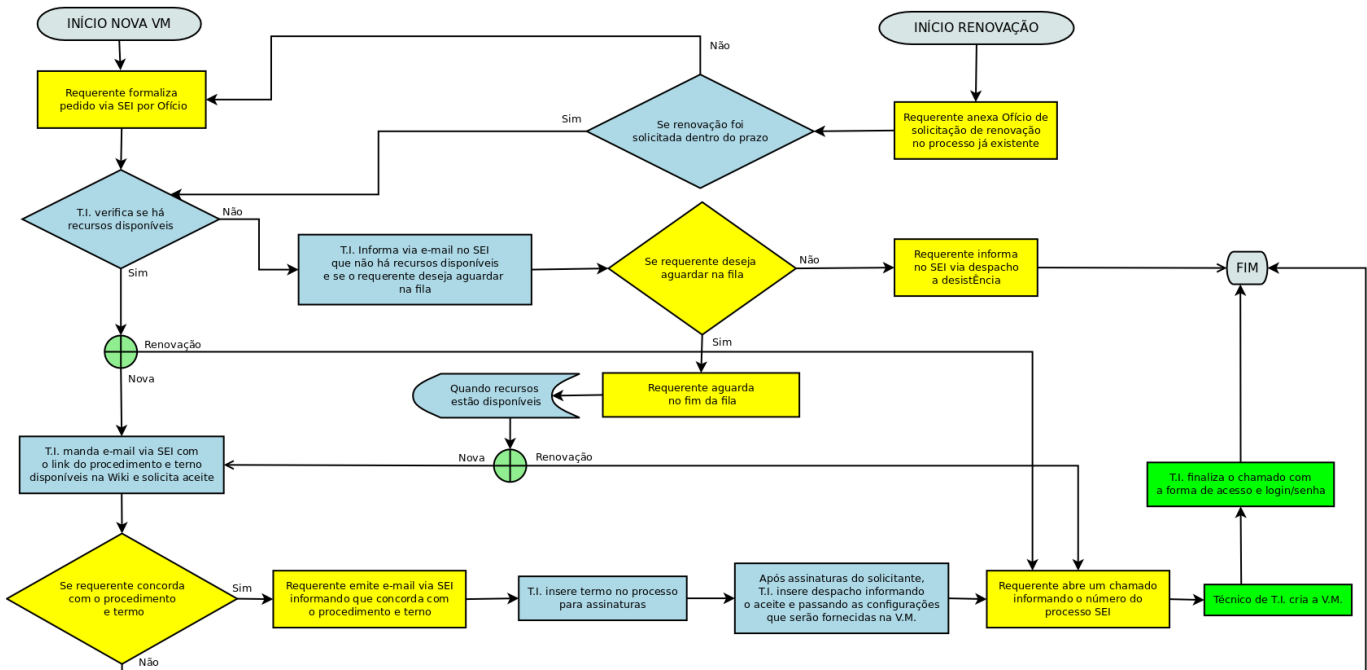 INÍCIO NOVA VM
INÍCIO RENOVAÇÃO
Não
Requerente formaliza
pedido via SEI por Ofício
Se renovação foi
solicitada dentro do prazo
Requerente anexa Ofício de
solicitação de renovação
no processo já existente
Sim
T.I. verifica se há
recursos disponíveis
Não
T.I. Informa via e-mail no SEI
que não há recursos disponíveis
e se o requerente deseja aguardar
na fila
Se requerente deseja
aguardar na fila
Não
Requerente informa
no SEI via despacho
a desistÊncia
FIM
Sim
Renovação
Sim
Nova
Quando recursos
estão disponíveis
Requerente aguarda
no fim da fila
T.I. manda e-mail via SEI com
o link do procedimento e terno
disponíveis na Wiki e solicita aceite
Nova
Renovação
T.I. finaliza o chamado com
a forma de acesso e login/senha
Se requerente concorda
com o procedimento
e termo
Sim
Requerente emite e-mail via SEI
informando que concorda com
o procedimento e terno
T.I. insere termo no processo
para assinaturas
Após assinaturas do solicitante,
T.I. insere despacho informando
o aceite e passando as configurações
que serão fornecidas na V.M.
Requerente abre um chamado
informando o número do
processo SEI
Técnico de T.I. cria a V.M.
Não